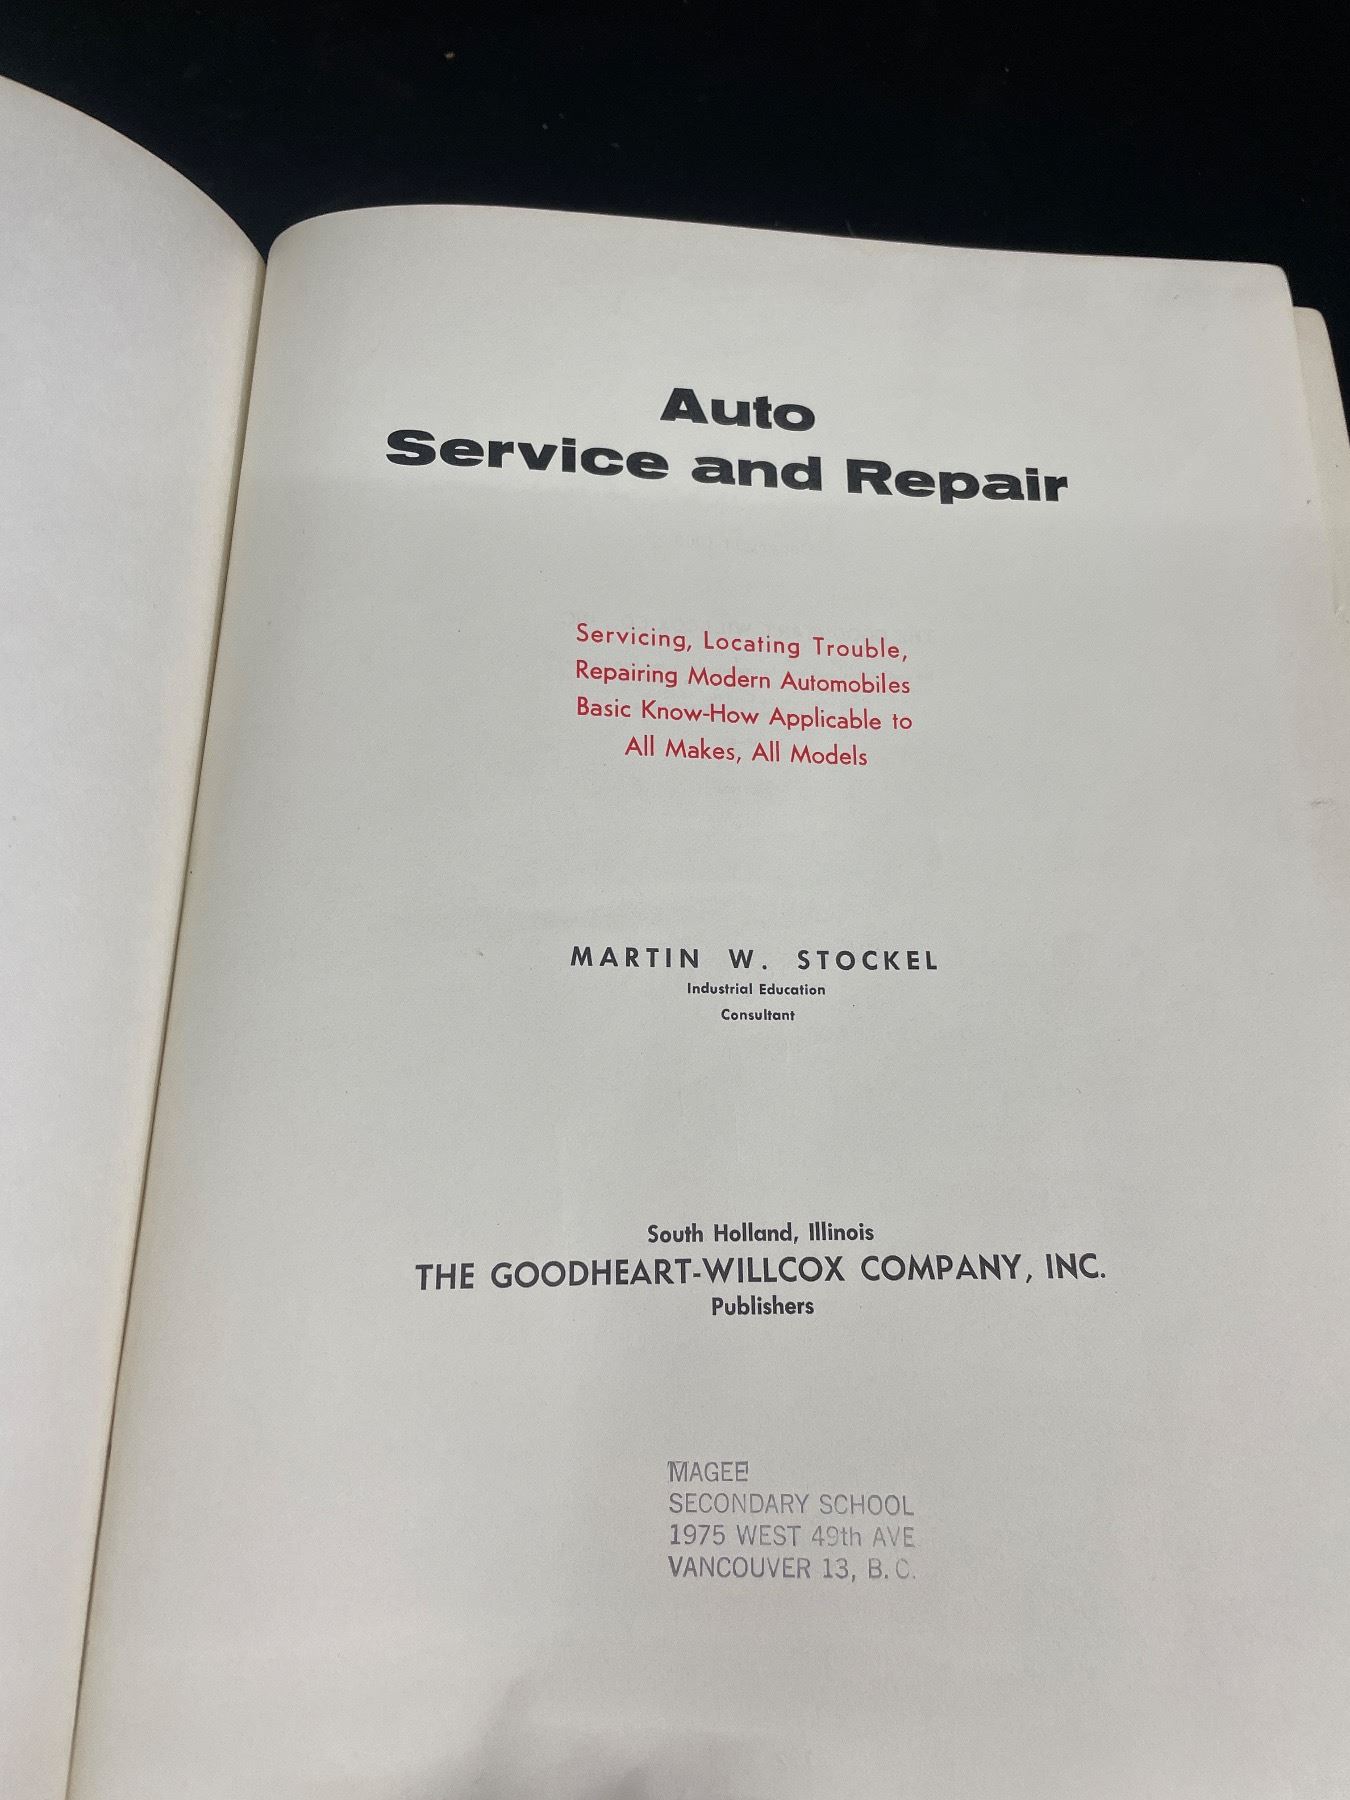 Auto
Service and Repair
Servicing, Locating Trouble,
Repairing Modern Automobiles
Basic Know-How Applicable to
All Makes, All Models
MARTIN W. STOCKEL
Industrial Education
Consultant
South Holland, Illinois
THE GOODHEART-WILLCOX COMPANY, INC.
Publishers
MAGEE
SECONDARY SCHOOL
1975 WEST 49th AVE
VANCOUVER 13, B. C.